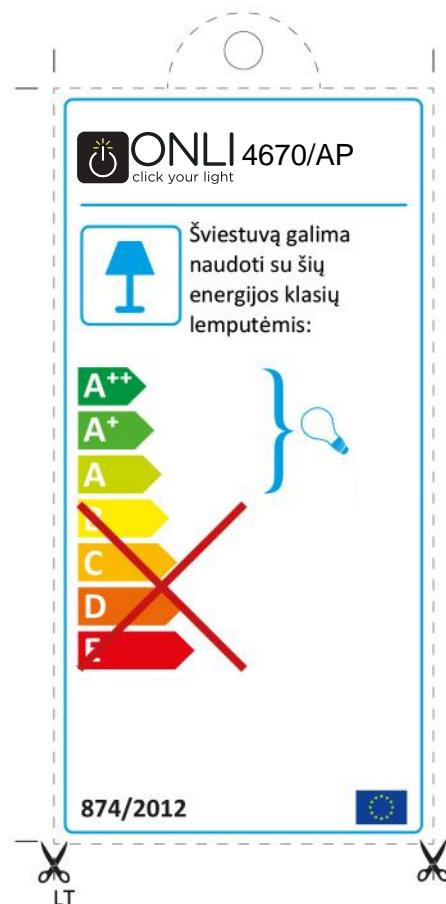 ONLI 4670/AP
click your light
Šviestuvą galima
naudoti su šių
energijos klasių
lemputėmis:
A++
A+
A
B
C
D
E
874/2012
LT